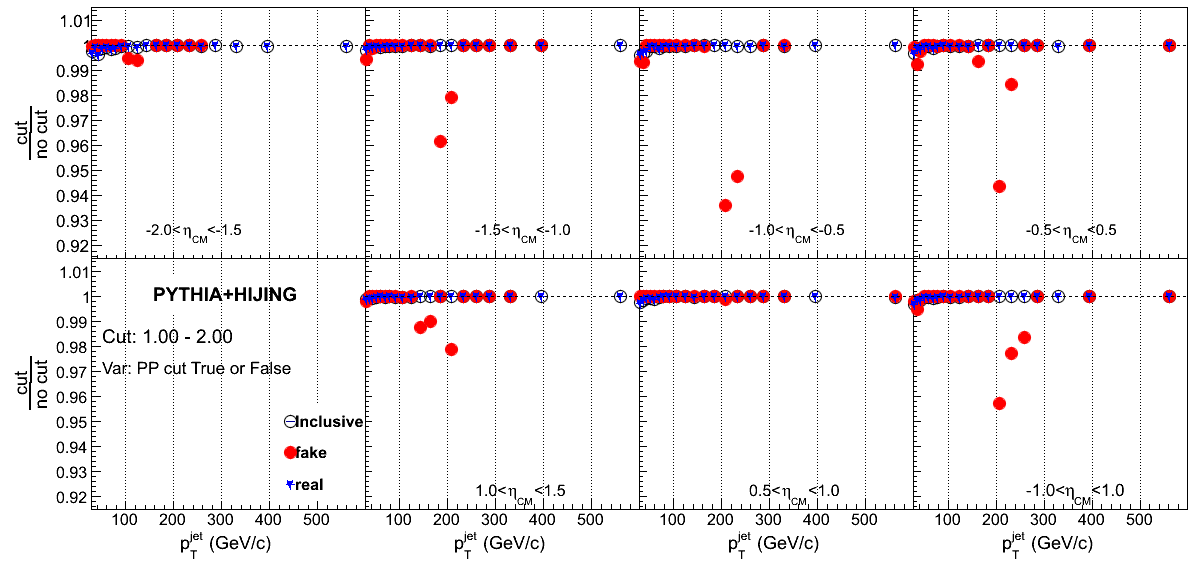 1.01
1
0.99
0.98
0.97
0.96
0.95
0.94
0.93
0.92
cut
no cut
-2.0<η_CM<-1.5
-1.5<η_CM<-1.0
-1.0<η_CM<-0.5
-0.5<η_CM<0.5
1.01
1
0.99
0.98
0.97
0.96
0.95
0.94
0.93
0.92
cut
no cut
PYTHIA+HIJING
Cut: 1.00 - 2.00
Var: PP cut True or False
Inclusive
fake
real
1.0<η_CM<1.5
0.5<η_CM<1.0
-1.0<η_CM<1.0
100 200 300 400 500
100 200 300 400 500
100 200 300 400 500
100 200 300 400 500
p_T^jet (GeV/c)
p_T^jet (GeV/c)
p_T^jet (GeV/c)
p_T^jet (GeV/c)